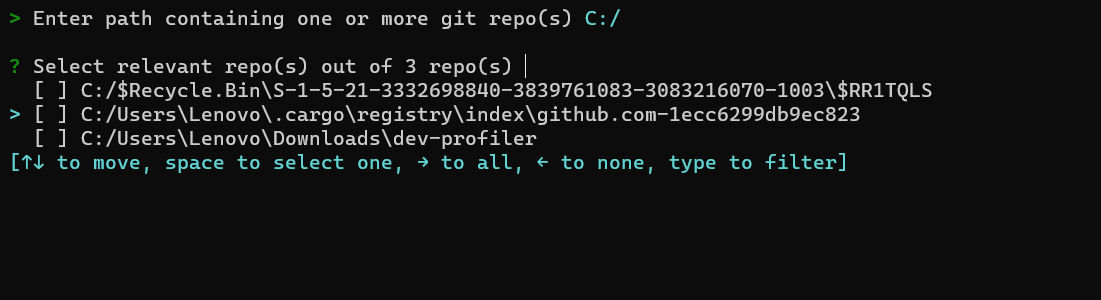 > Enter path containing one or more git repo(s) C:/
? Select relevant repo(s) out of 3 repo(s)
[ ] C:/$Recycle.Bin\S-1-5-21-3332698840-3839761083-3083216070-1003\$RR1TQLS
> [ ] C:/Users\Lenovo\.cargo\registry\index\github.com-1ecc6299db9ec823
[ ] C:/Users\Lenovo\Downloads\dev-profiler
[↑↓ to move, space to select one, → to all, ← to none, type to filter]